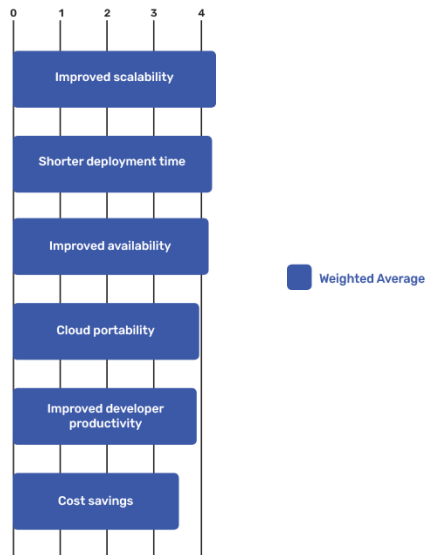 0 1 2 3 4
Improved scalability
Shorter deployment time
Improved availability
Weighted Average
Cloud portability
Improved developer
productivity
Cost savings